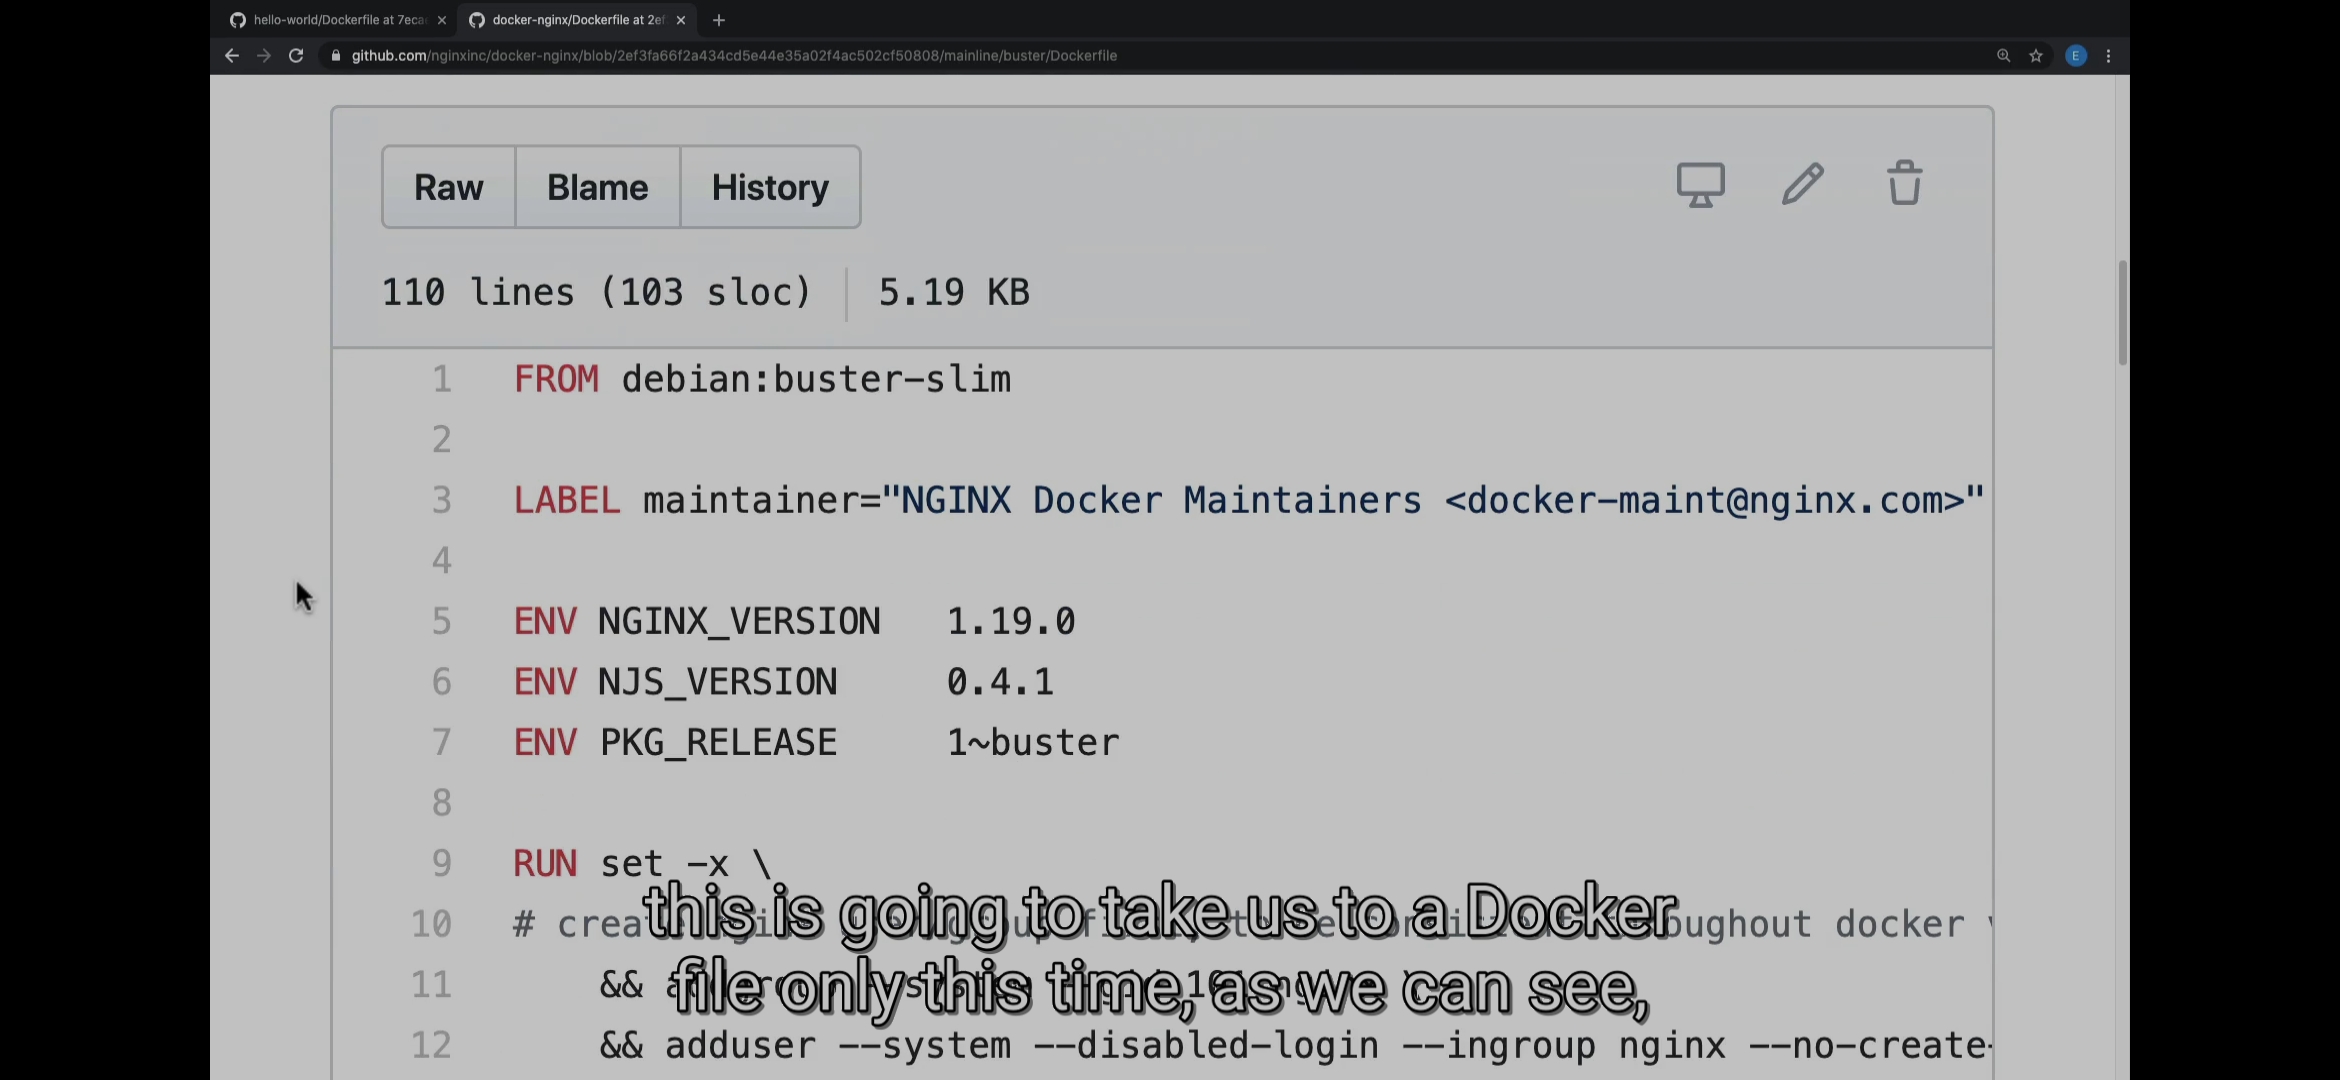 hello-world/Dockerfile at 7eca
docker-nginx/Dockerfile at 2ef
github.com/nginxinc/docker-nginx/blob/2ef3fa66f2a434cd5e44e35a02f4ac502cf50808/mainline/buster/Dockerfile
E
Raw Blame History
110 lines (103 sloc) 5.19 KB
1 FROM debian:buster-slim
2
3 LABEL maintainer="NGINX Docker Maintainers <docker-maint@nginx.com>"
4
5 ENV NGINX_VERSION 1.19.0
6 ENV NJS_VERSION 0.4.1
7 ENV PKG_RELEASE 1~buster
8
9 RUN set -x \
10 # docker
11 &&
12 && adduser --system --disabled-login --ingroup nginx --no-create-
this is going to take us to a Docker
file only this time, as we can see,